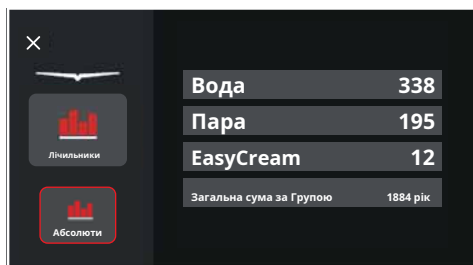 Вода 338
Пара 195
EasyCream 12
Загальна сума за Групою 1884 рік
Лічильники
Абсолюти